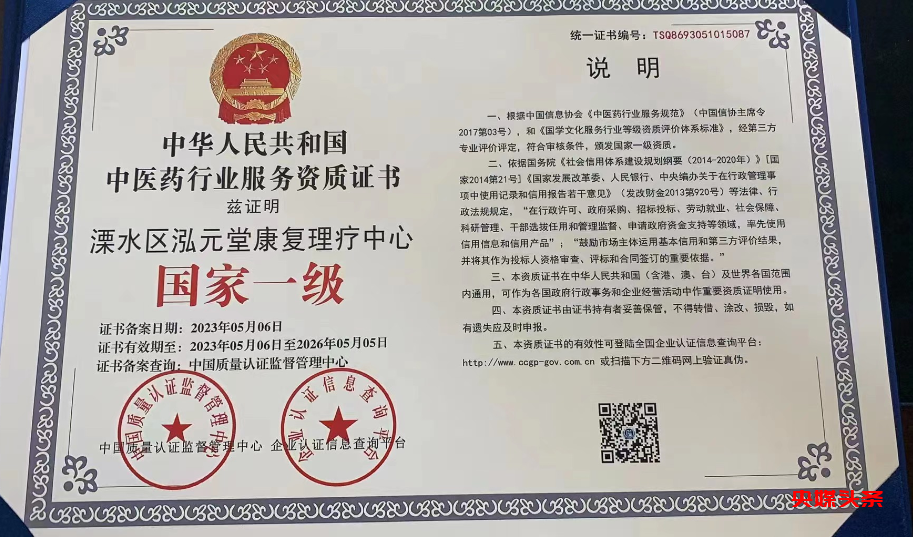 中华人民共和国
中医药行业服务资质证书
兹证明
溧水区泓元堂康复理疗中心
国家一级
证书备案日期：2023年05月06日
证书有效期至：2023年05月06日至2026年05月05日
证书备案查询：中国质量认证监督管理中心
中国质量认证监督管理中心
企业认证信息查询平台
中国质量认证监督管理中心 企业认证信息查询平台
统一证书编号：TSQ8693051015087
说 明
一、根据中国信息协会《中医药行业服务规范》（中国信协主席令
2017第03号），和《国学文化服务行业等级资质评价体系标准》，经第三方
专业评价评定，符合审核条件，颁发国家一级资质。
二、依据国务院《社会信用体系建设规划纲要（2014-2020年）》[国
家2014第21号]《国家发展改革委、人民银行、中央编办关于在行政管理事
项中使用记录和信用报告若干意见》（发改财金2013第920号）等法律、行
政法规规定，“在行政许可、政府采购、招标投标、劳动就业、社会保障、
科研管理、干部选拔任用和管理监督、申请政府资金支持等领域，率先使用
信用信息和信用产品”；“鼓励市场主体运用基本信用和第三方评价结果，
并将其作为投标人资格审查、评标和合同签订的重要依据。”
三、本资质证书在中华人民共和国（含港、澳、台）及世界各国范围
内通用，可作为各国政府行政事务和企业经营活动中作重要资质证明使用。
四、本资质证书由证书持有者妥善保管，不得转借、涂改、损毁，如
有遗失应及时申报。
五、本资质证书的有效性可登陆全国企业认证信息查询平台：
http://www.ccgp-gov.com.cn 或扫描下方二维码网上验证真伪。
央媒头条